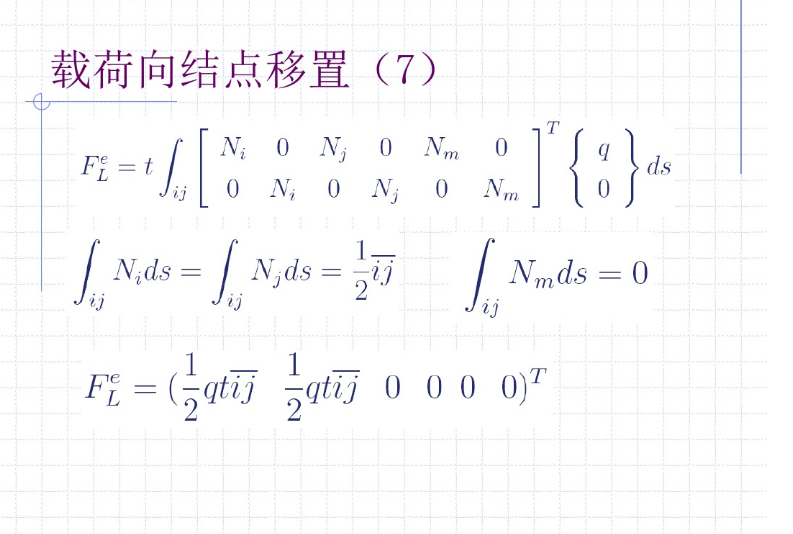 载荷向结点移置（7）
$F_L^e = t \int_{ij} \begin{bmatrix} N_i & 0 & N_j & 0 & N_m & 0 \\ 0 & N_i & 0 & N_j & 0 & N_m \end{bmatrix}^T \begin{Bmatrix} q \\ 0 \end{Bmatrix} ds$
$\int_{ij} N_i ds = \int_{ij} N_j ds = \frac{1}{2} \overline{ij} \quad \int_{ij} N_m ds = 0$
$F_L^e = (\frac{1}{2} qt\overline{ij} \quad \frac{1}{2} qt\overline{ij} \quad 0 \quad 0 \quad 0 \quad 0)^T$